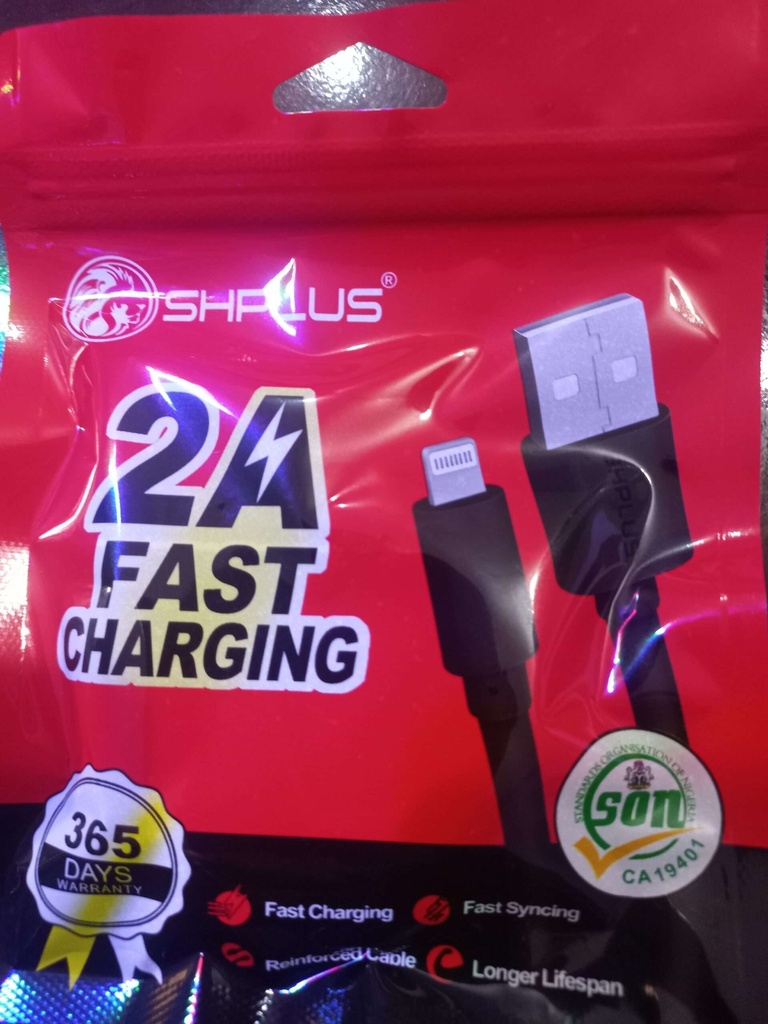 SHPLUS®
2A
FAST
CHARGING
SHPLUS
STANDARDS ORGANISATION OF NIGERIA
SON
CA19401
365
DAYS
WARRANTY
Fast Charging
Fast Syncing
Reinforced Cable
Longer Lifespan